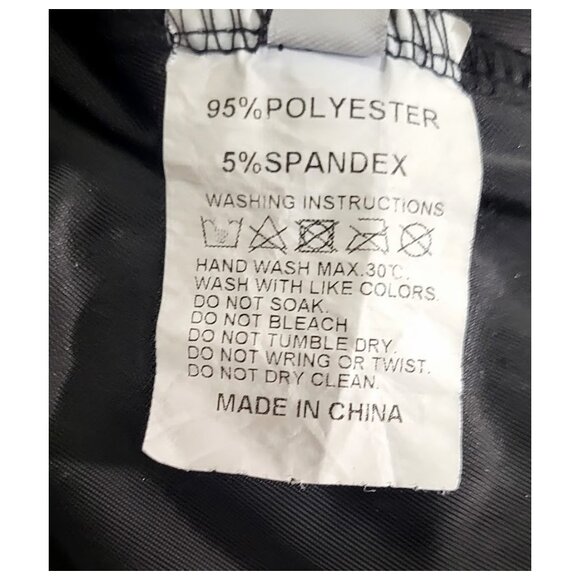 95%POLYESTER
5%SPANDEX
WASHING INSTRUCTIONS
HAND WASH MAX.30℃.
WASH WITH LIKE COLORS.
DO NOT SOAK.
DO NOT BLEACH
DO NOT TUMBLE DRY.
DO NOT WRING OR TWIST.
DO NOT DRY CLEAN.
MADE IN CHINA